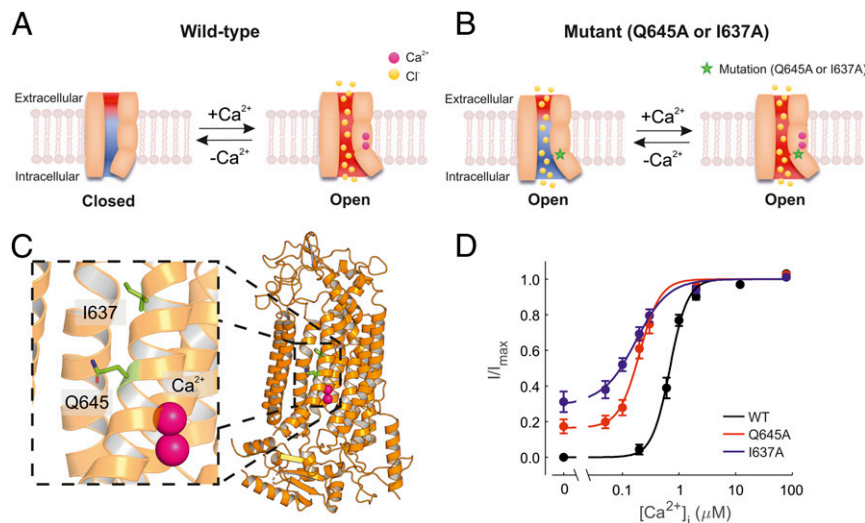 A
Wild-type
Ca²⁺
Cl⁻
Extracellular
+Ca²⁺
-Ca²⁺
Intracellular
Closed
Open
B
Mutant (Q645A or I637A)
Mutation (Q645A or I637A)
Extracellular
+Ca²⁺
-Ca²⁺
Intracellular
Open
Open
C
I637
Q645
Ca²⁺
D
I/Imax
1.0
0.8
0.6
0.4
0.2
0.0
WT
Q645A
I637A
0
0.1
1
10
100
[Ca²⁺]i (μM)